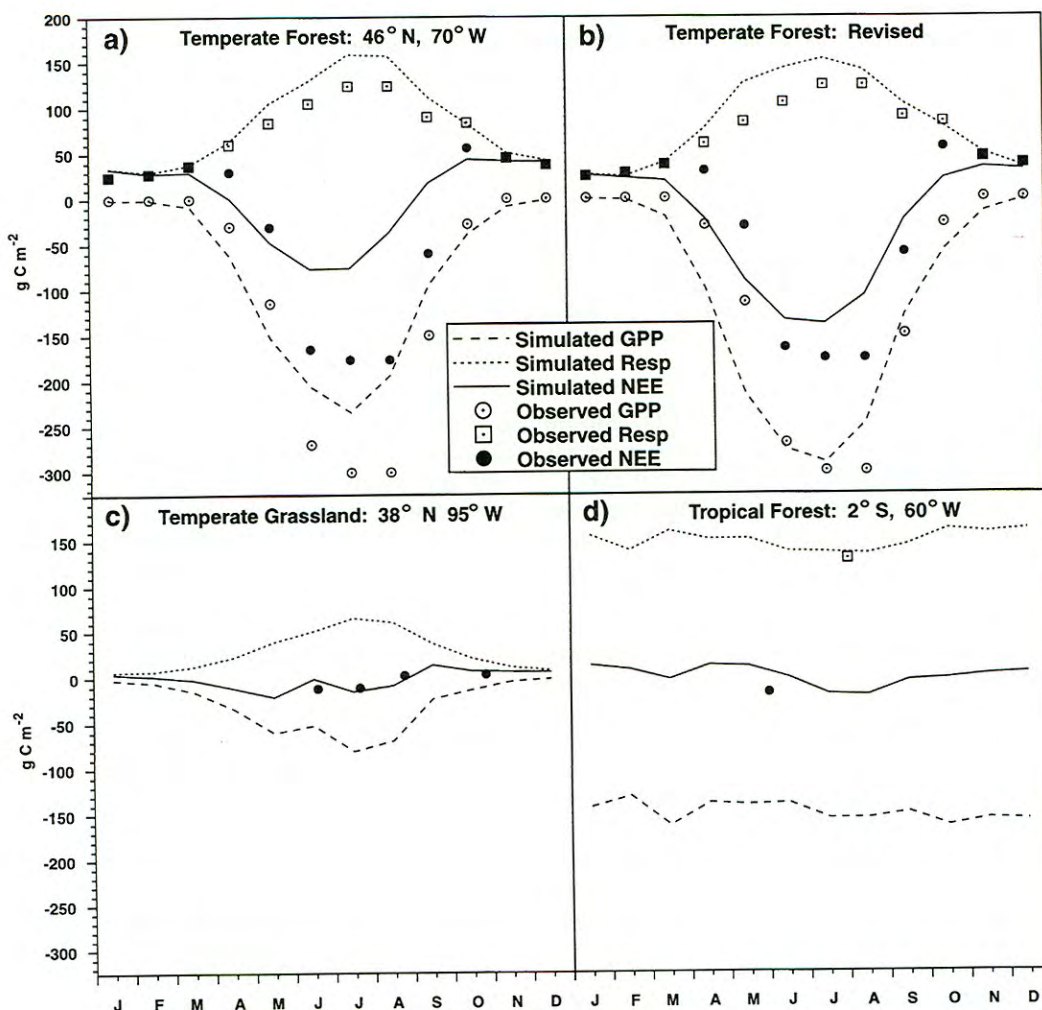 a) Temperate Forest: 46° N, 70° W
b) Temperate Forest: Revised
200
150
100
50
0
-50
-100
-150
-200
-250
-300
g C m-2
Simulated GPP
Simulated Resp
Simulated NEE
Observed GPP
Observed Resp
Observed NEE
c) Temperate Grassland: 38° N 95° W
d) Tropical Forest: 2° S, 60° W
150
100
50
0
-50
-100
-150
-200
-250
-300
g C m-2
J F M A M J J A S O N D
J F M A M J J A S O N D